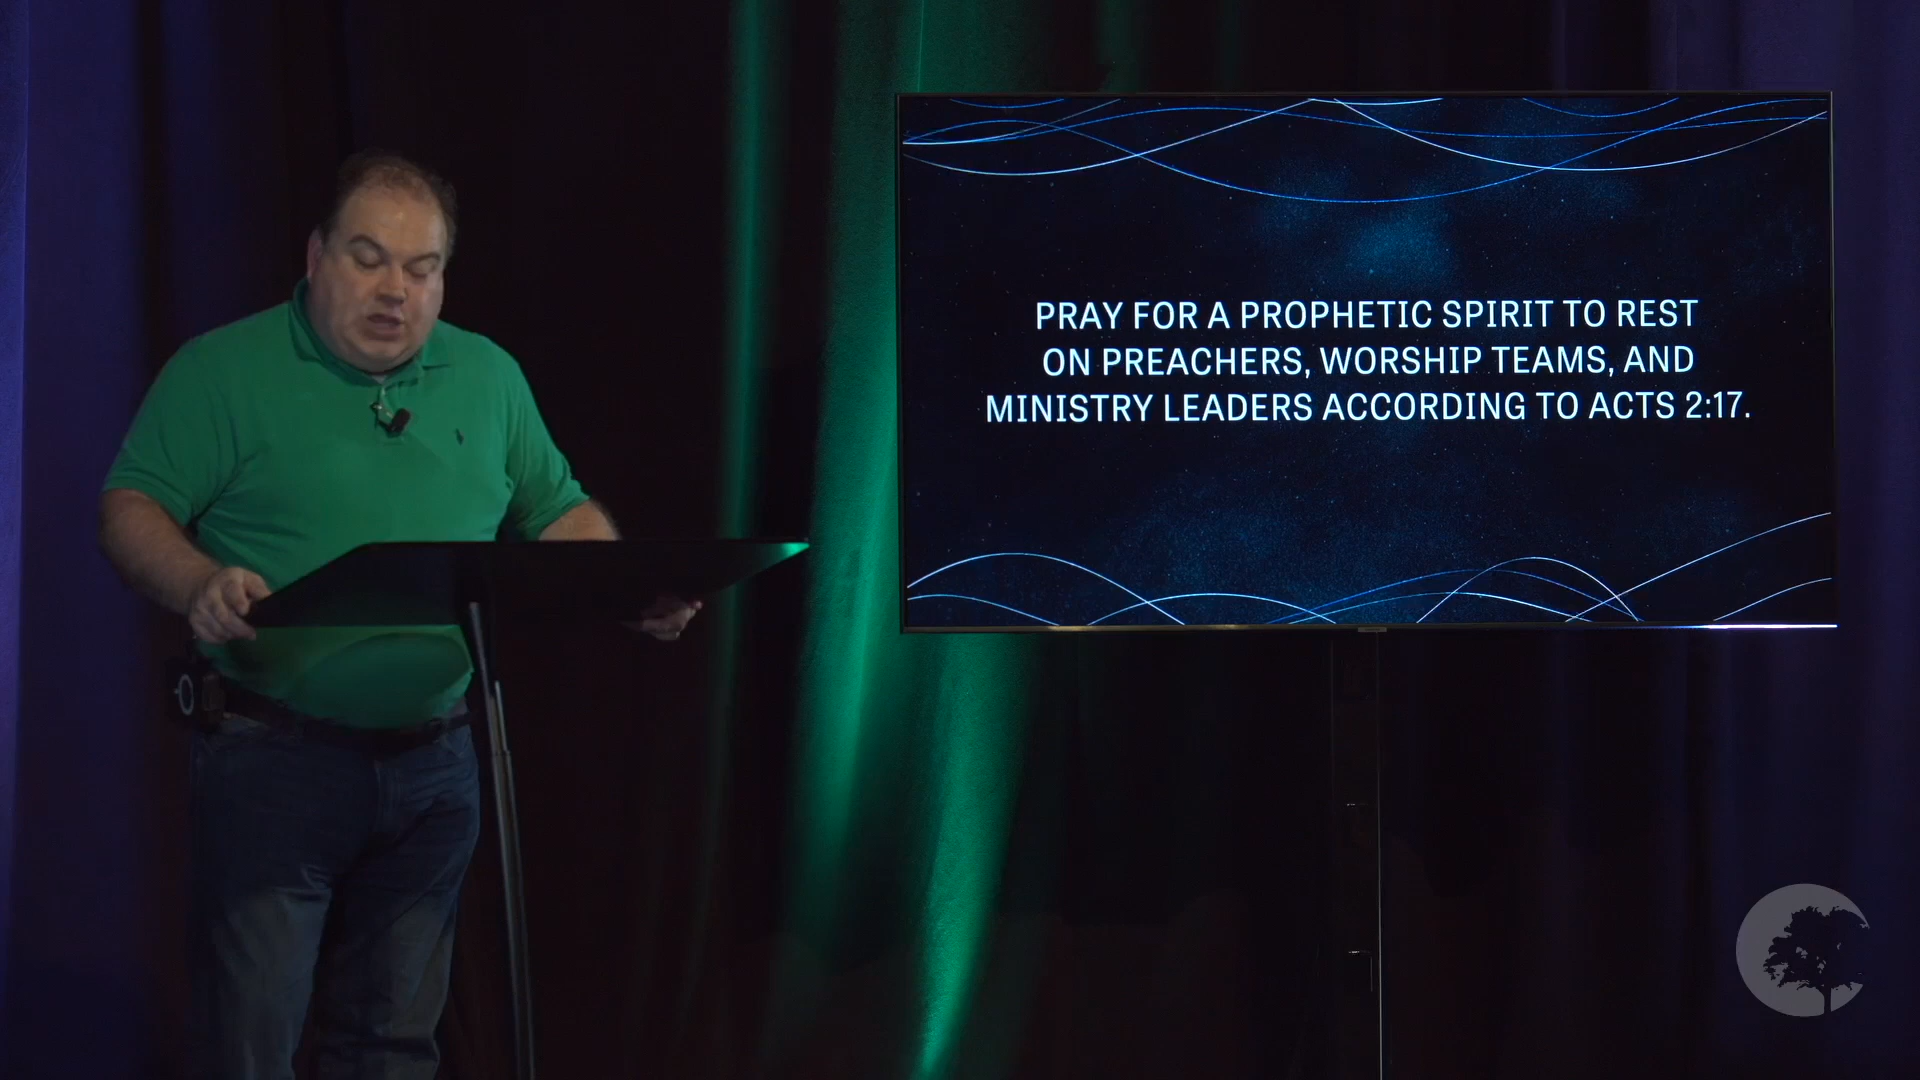 PRAY FOR A PROPHETIC SPIRIT TO REST
ON PREACHERS, WORSHIP TEAMS, AND
MINISTRY LEADERS ACCORDING TO ACTS 2:17.